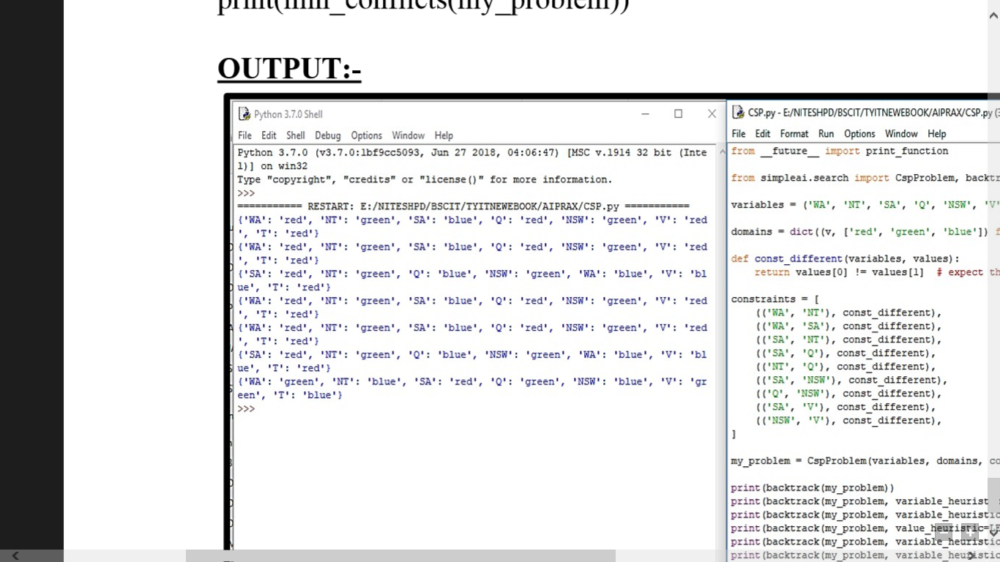 print(min_conflicts(my_problem))
OUTPUT:-
Python 3.7.0 Shell
File Edit Shell Debug Options Window Help
Python 3.7.0 (v3.7.0:1bf9cc5093, Jun 27 2018, 04:06:47) [MSC v.1914 32 bit (Inte
l)] on win32
Type "copyright", "credits" or "license()" for more information.
>>>
=========== RESTART: E:/NITESHPD/BSCIT/TYITNEWEBOOK/AIPRAX/CSP.py ===========
{'WA': 'red', 'NT': 'green', 'SA': 'blue', 'Q': 'red', 'NSW': 'green', 'V': 'red
', 'T': 'red'}
{'WA': 'red', 'NT': 'green', 'SA': 'blue', 'Q': 'red', 'NSW': 'green', 'V': 'red
', 'T': 'red'}
{'SA': 'red', 'NT': 'green', 'Q': 'blue', 'NSW': 'green', 'WA': 'blue', 'V': 'bl
ue', 'T': 'red'}
{'WA': 'red', 'NT': 'green', 'SA': 'blue', 'Q': 'red', 'NSW': 'green', 'V': 'red
', 'T': 'red'}
{'WA': 'red', 'NT': 'green', 'SA': 'blue', 'Q': 'red', 'NSW': 'green', 'V': 'red
', 'T': 'red'}
{'SA': 'red', 'NT': 'green', 'Q': 'blue', 'NSW': 'green', 'WA': 'blue', 'V': 'bl
ue', 'T': 'red'}
{'WA': 'green', 'NT': 'blue', 'SA': 'red', 'Q': 'green', 'NSW': 'blue', 'V': 'gr
een', 'T': 'blue'}
>>>
CSP.py - E:/NITESHPD/BSCIT/TYITNEWEBOOK/AIPRAX/CSP.py (3
File Edit Format Run Options Window Help
from __future__ import print_function
from simpleai.search import CspProblem, backtr
variables = ('WA', 'NT', 'SA', 'Q', 'NSW', 'V'
domains = dict((v, ['red', 'green', 'blue']) f
def const_different(variables, values):
return values[0] != values[1] # expect th
constraints = [
(('WA', 'NT'), const_different),
(('WA', 'SA'), const_different),
(('SA', 'NT'), const_different),
(('SA', 'Q'), const_different),
(('NT', 'Q'), const_different),
(('SA', 'NSW'), const_different),
(('Q', 'NSW'), const_different),
(('SA', 'V'), const_different),
(('NSW', 'V'), const_different),
]
my_problem = CspProblem(variables, domains, co
print(backtrack(my_problem))
print(backtrack(my_problem, variable_heurist
print(backtrack(my_problem, variable_heuristic
print(backtrack(my_problem, value_heuristic=LE
print(backtrack(my_problem, variable_heuristic
print(backtrack(my_problem, variable_heuristic